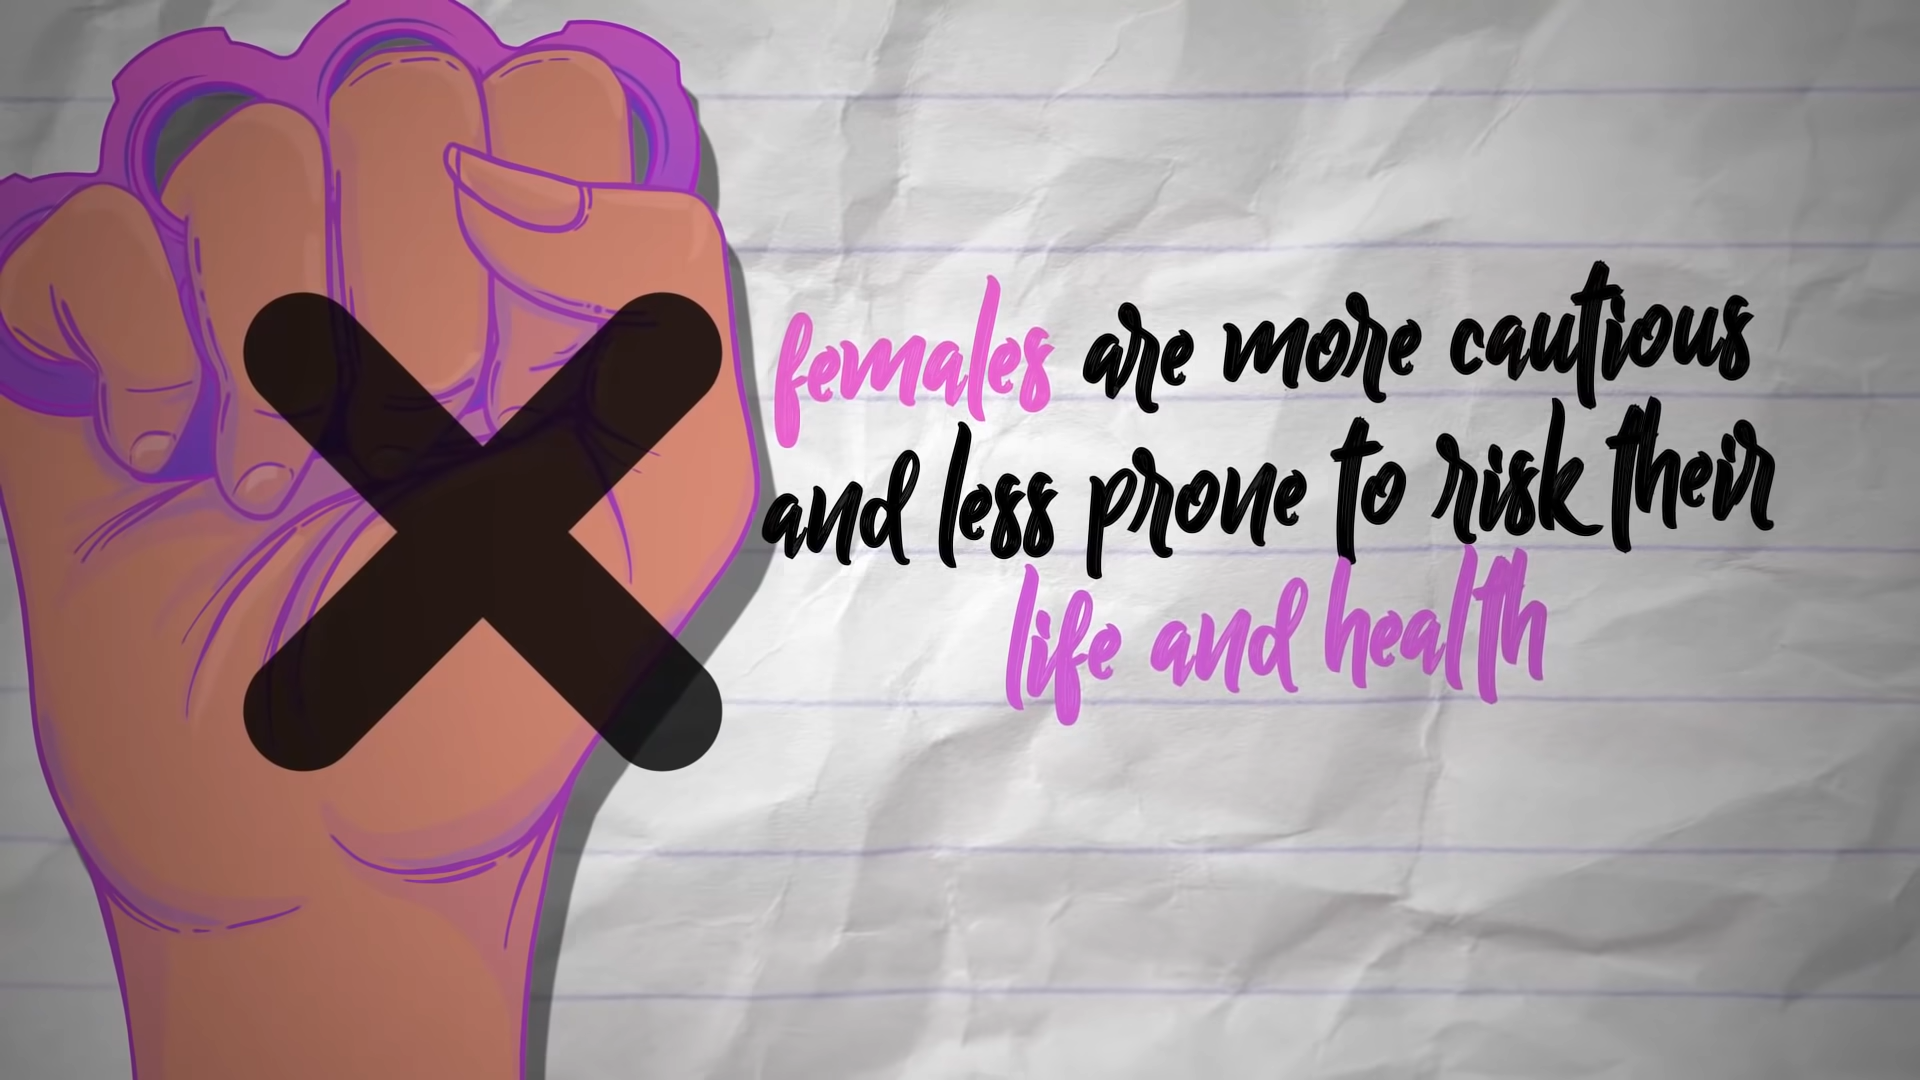 females are more cautious
and less prone to risk their
life and health